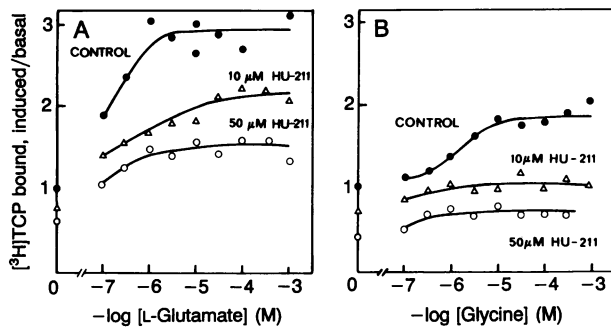 [³H]TCP bound, induced/basal
A
3
2
1
0
CONTROL
10 µM HU-211
50 µM HU-211
0 -7 -6 -5 -4 -3
-log [L-Glutamate] (M)
B
3
2
1
0
CONTROL
10µM HU-211
50µM HU-211
0 -7 -6 -5 -4 -3
-log [Glycine] (M)